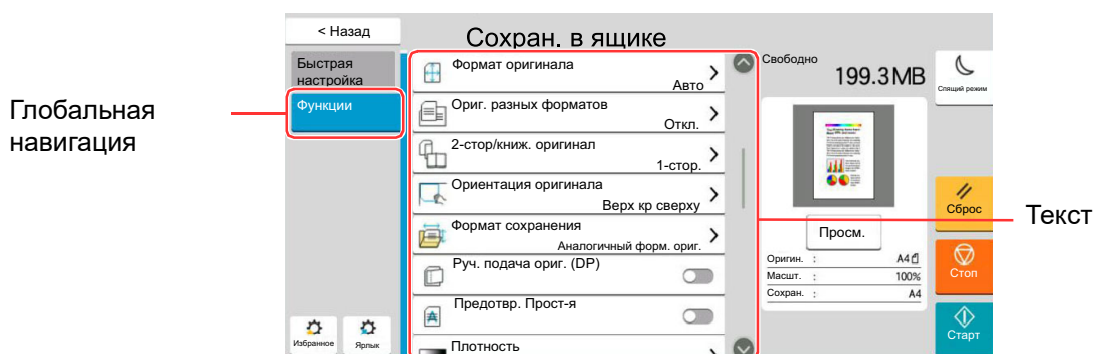 < Назад
Сохран. в ящике
Быстрая
настройка
Функции
Глобальная
навигация
Формат оригинала
Авто
Ориг. разных форматов
Откл.
2-стор/книж. оригинал
1-стор.
Ориентация оригинала
Верх кр сверху
Формат сохранения
Аналогичный форм. ориг.
Руч. подача ориг. (DP)
Предотвр. Прост-я
Плотность
Избранное
Ярлык
Свободно
199.3MB
Просм.
Оригин. : A4
Масшт. : 100%
Сохран. : A4
Спящий режим
Сброс
Стоп
Старт
Текст